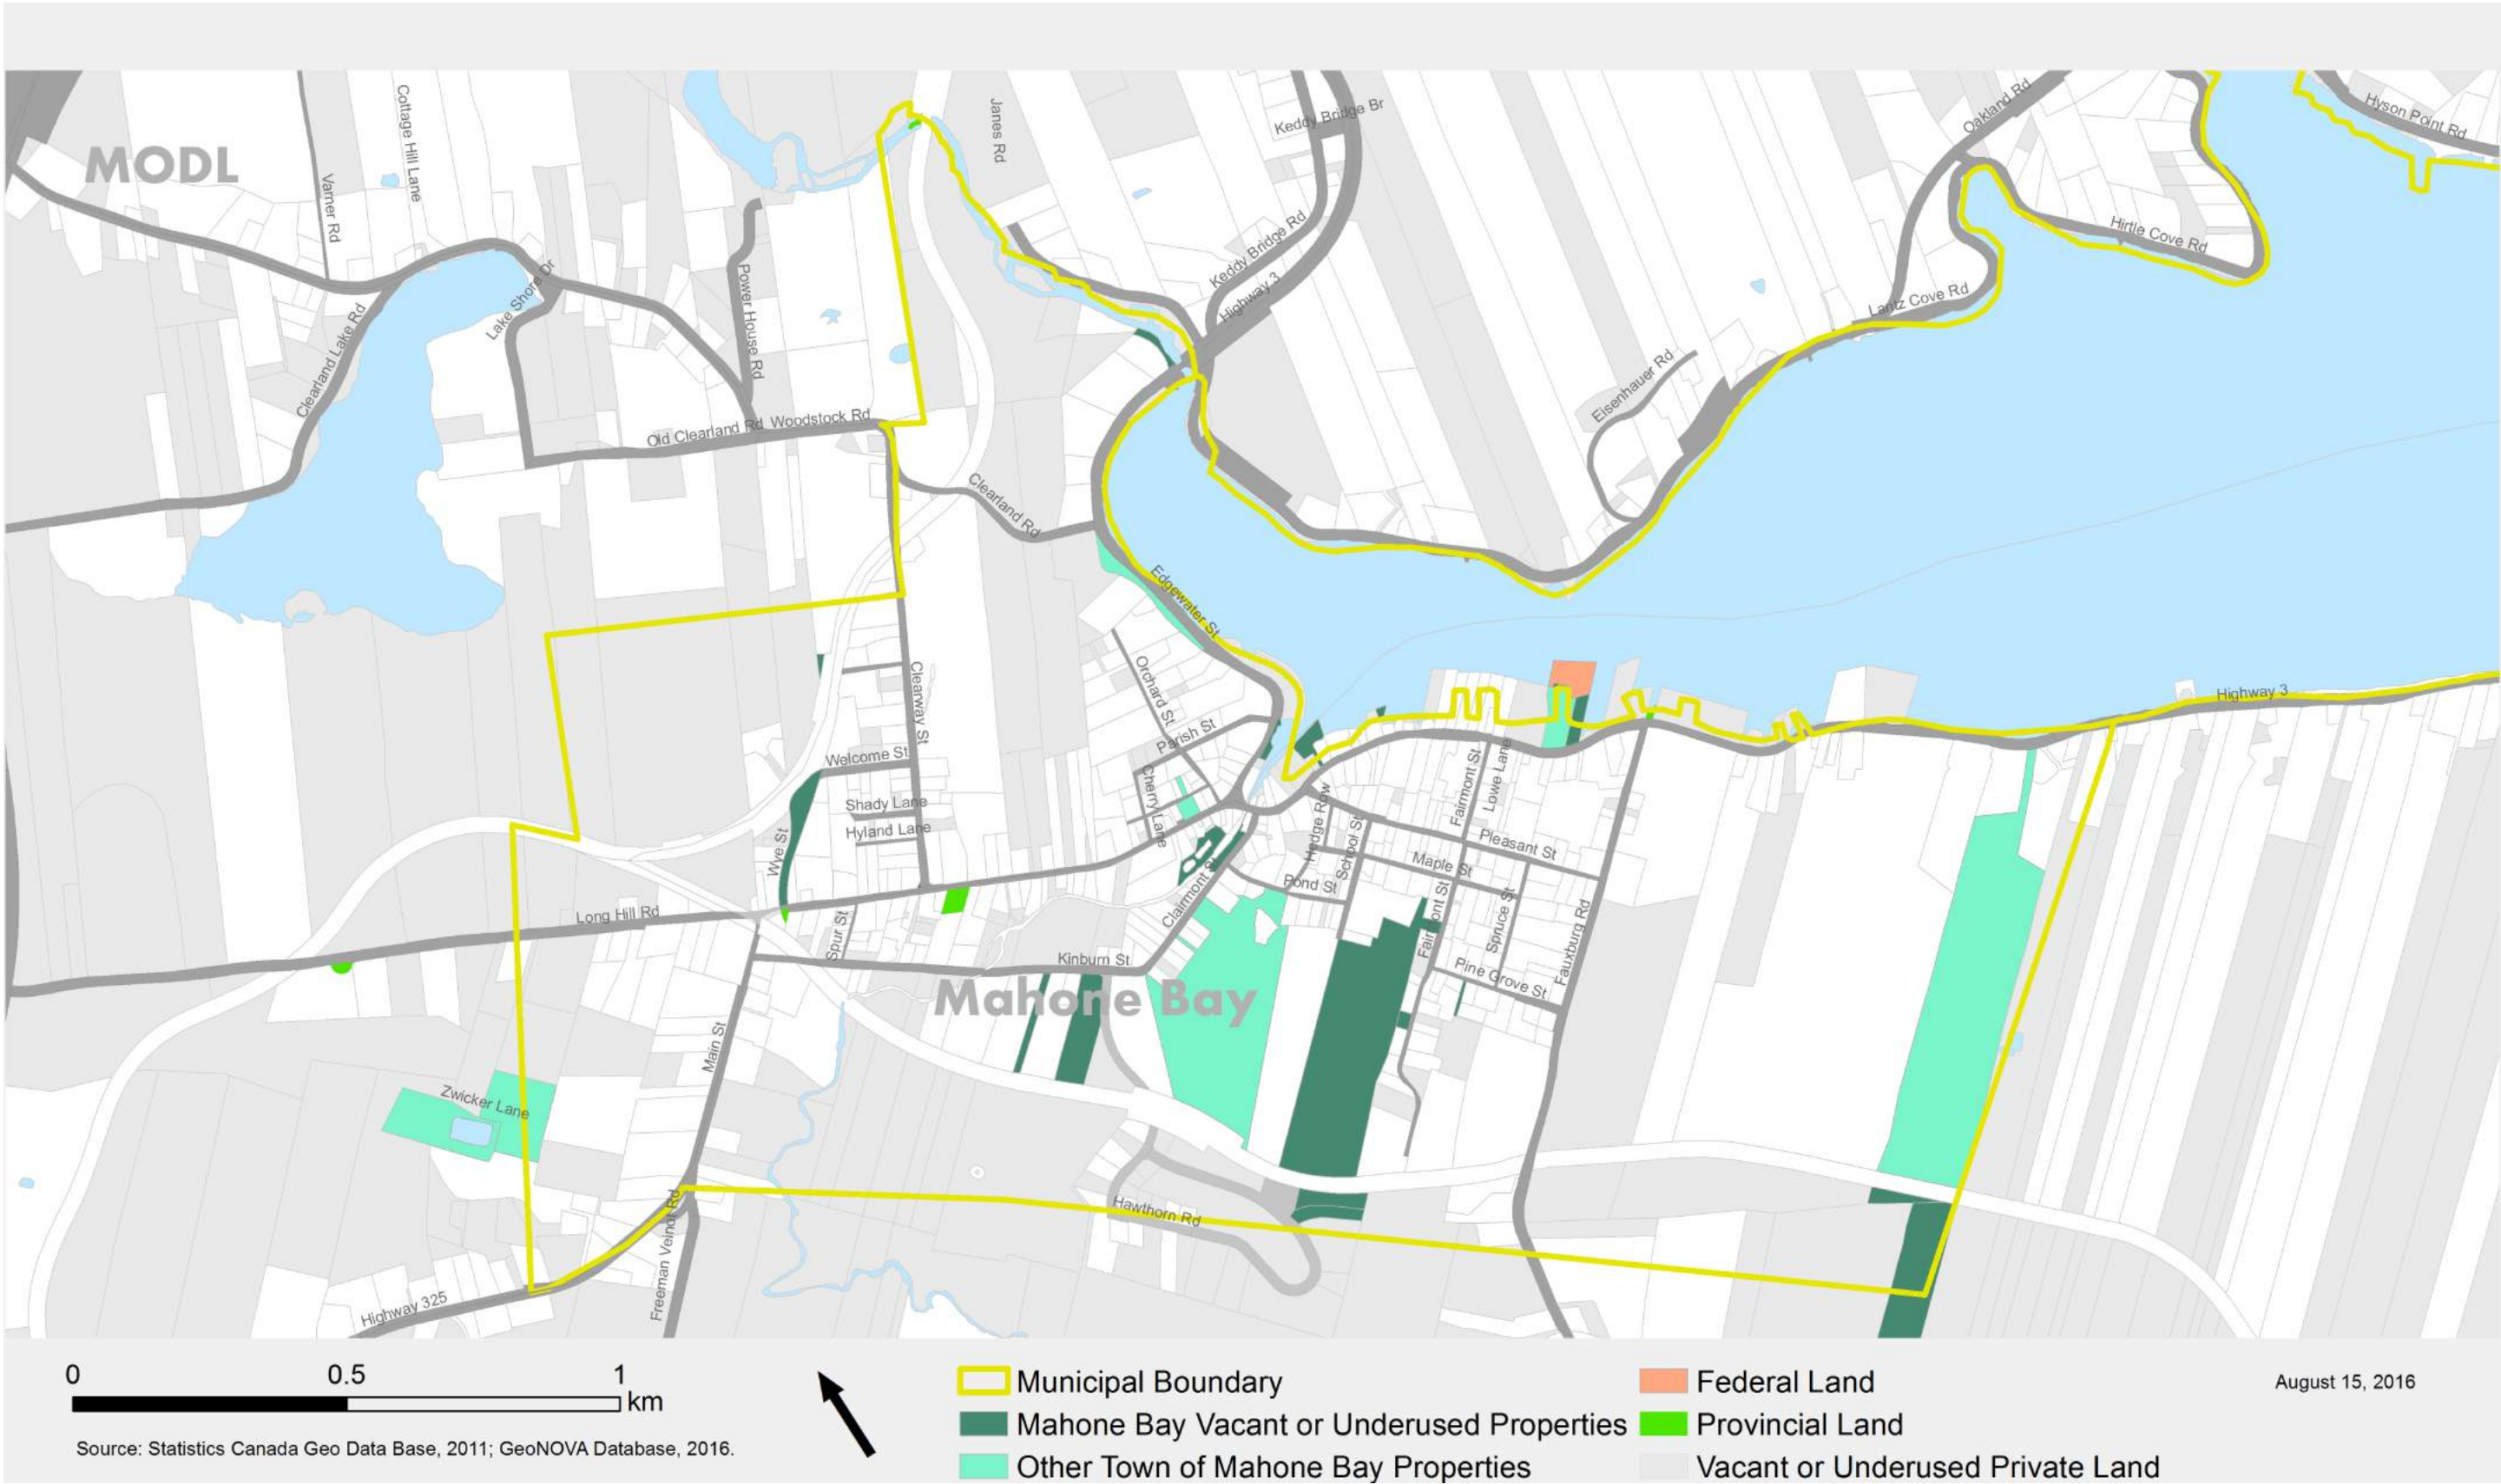 MODL
Cottage Hill Lane
Varner Rd
Janes Rd
Keddy Bridge Br
Oakland Rd
Hyson Point Rd
Hirtle Cove Rd
Keddy Bridge Rd
Highway 3
Lantz Cove Rd
Lake Shore Dr
Power House Rd
Clearland Lake Rd
Eisenhauer Rd
Old Clearland Rd
Woodstock Rd
Clearland Rd
Edgewater St
Orchard St
Clearway St
Parish St
Highway 3
Welcome St
Cherry Lane
Fairmont St
Lowe Lane
Shady Lane
Hyland Lane
Hedge Row
School St
Pleasant St
Wye St
Maple St
Clairmont St
Pond St
Fairmont St
Spruce St
Fauxburg Rd
Long Hill Rd
Spur St
Kinburn St
Pine Grove St
Mahone Bay
Main St
Zwicker Lane
Hawthorn Rd
Freeman Veinot Rd
Highway 325
0 0.5 1
km
Source: Statistics Canada Geo Data Base, 2011; GeoNOVA Database, 2016.
Municipal Boundary
Mahone Bay Vacant or Underused Properties
Other Town of Mahone Bay Properties
Federal Land
Provincial Land
Vacant or Underused Private Land
August 15, 2016